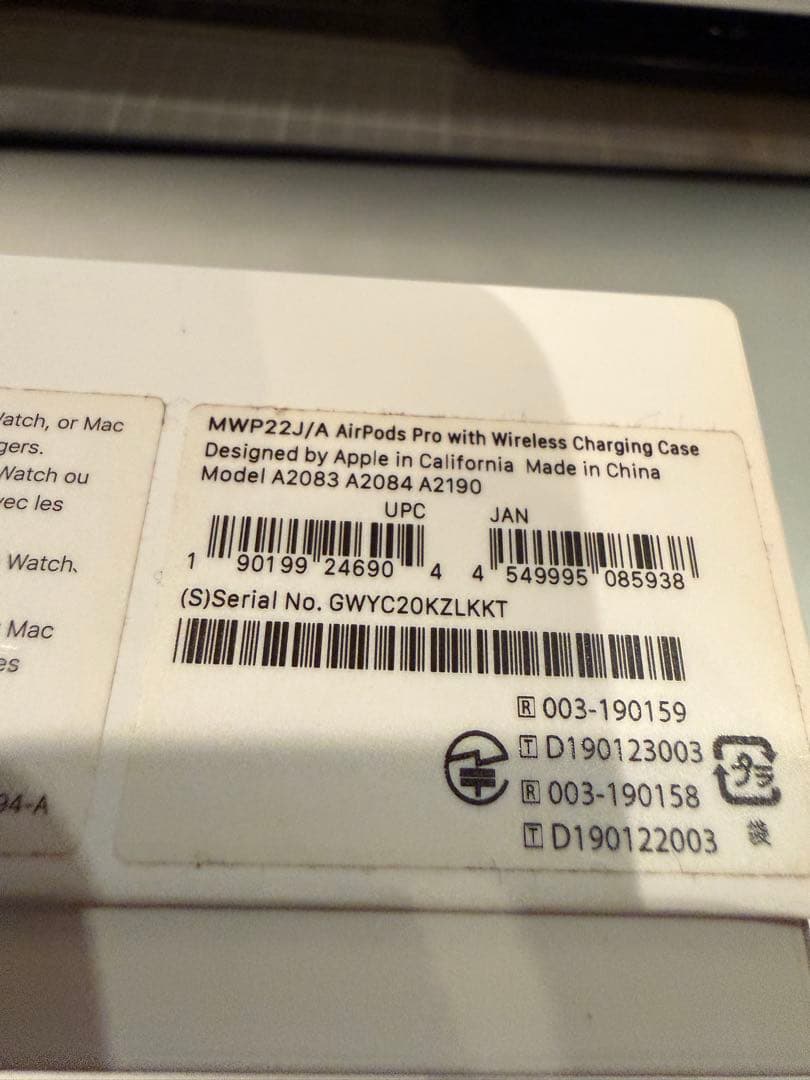 atch, or Mac
gers.
Watch ou
vec les
Watch、
Mac
es
94-A
MWP22J/A AirPods Pro with Wireless Charging Case
Designed by Apple in California Made in China
Model A2083 A2084 A2190
UPC JAN
1 90199 24690 4 4 549995 085938
(S)Serial No. GWYC20KZLKKT
R 003-190159
T D190123003
R 003-190158
T D190122003
プラ
袋